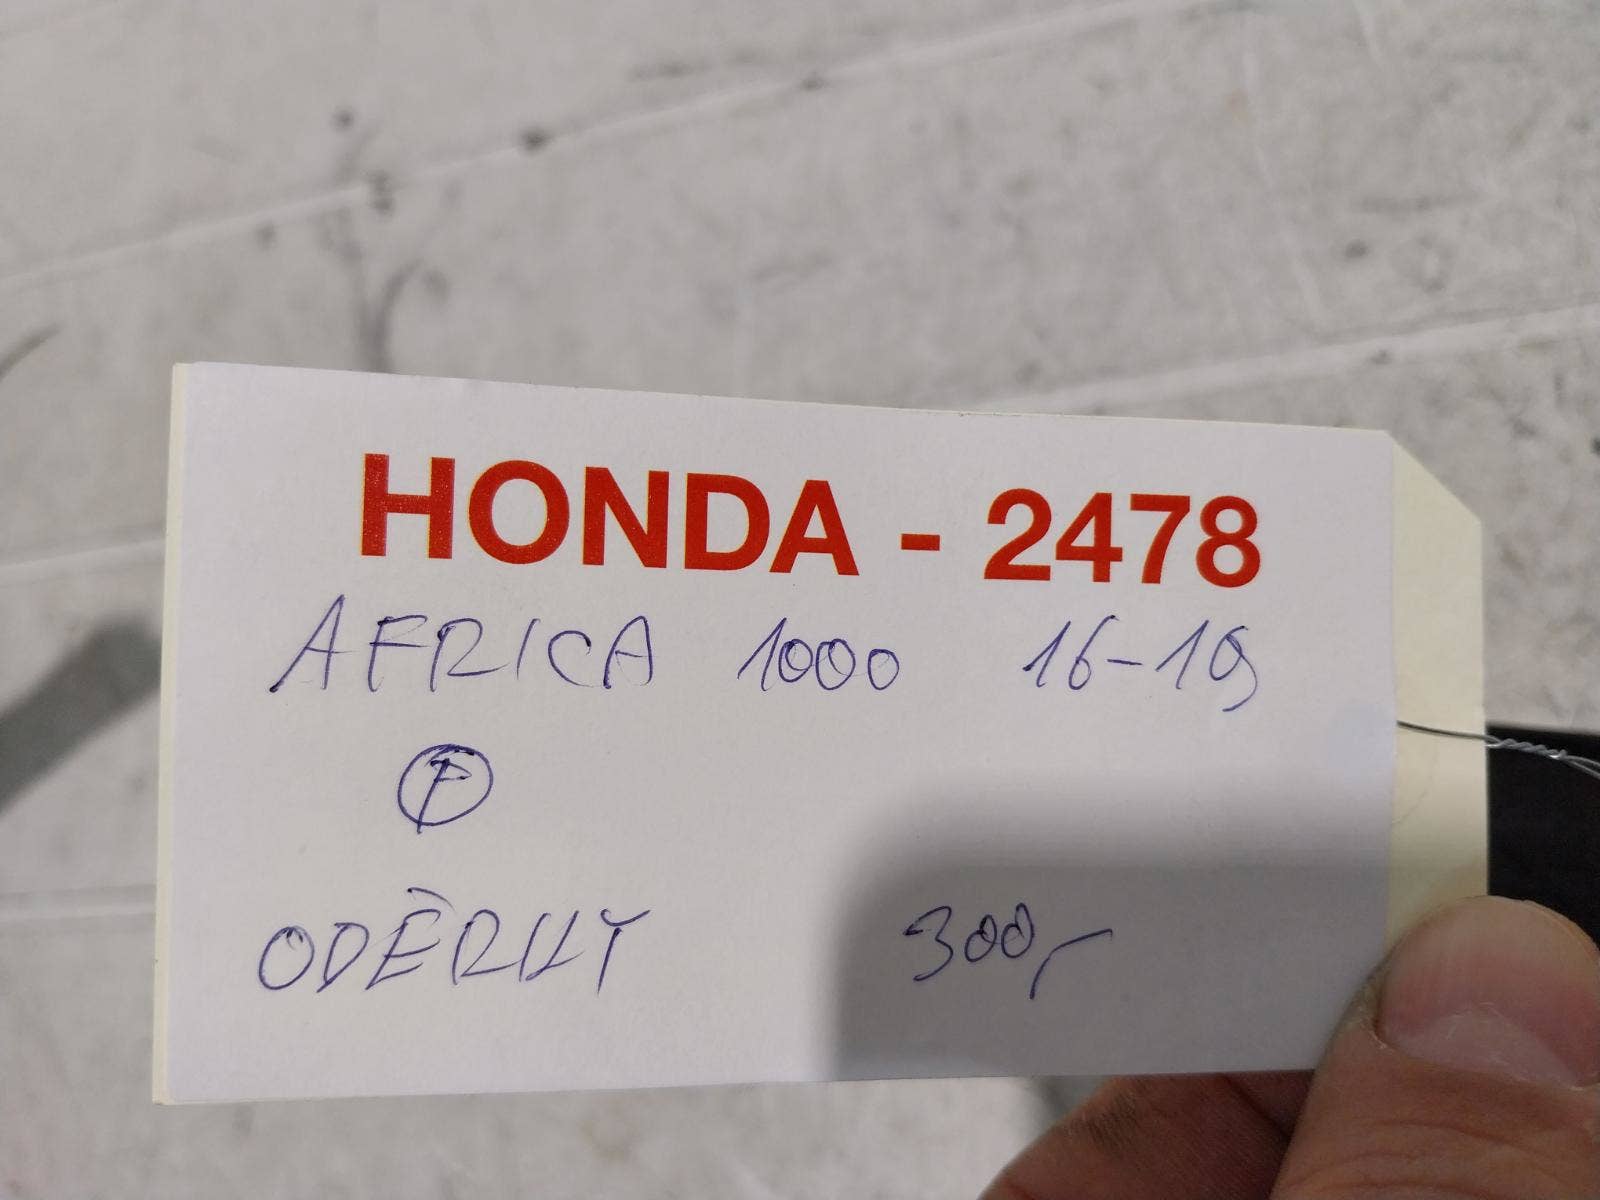 HONDA - 2478
AFRICA 1000 16-19
F
ODĚRKY 300,-